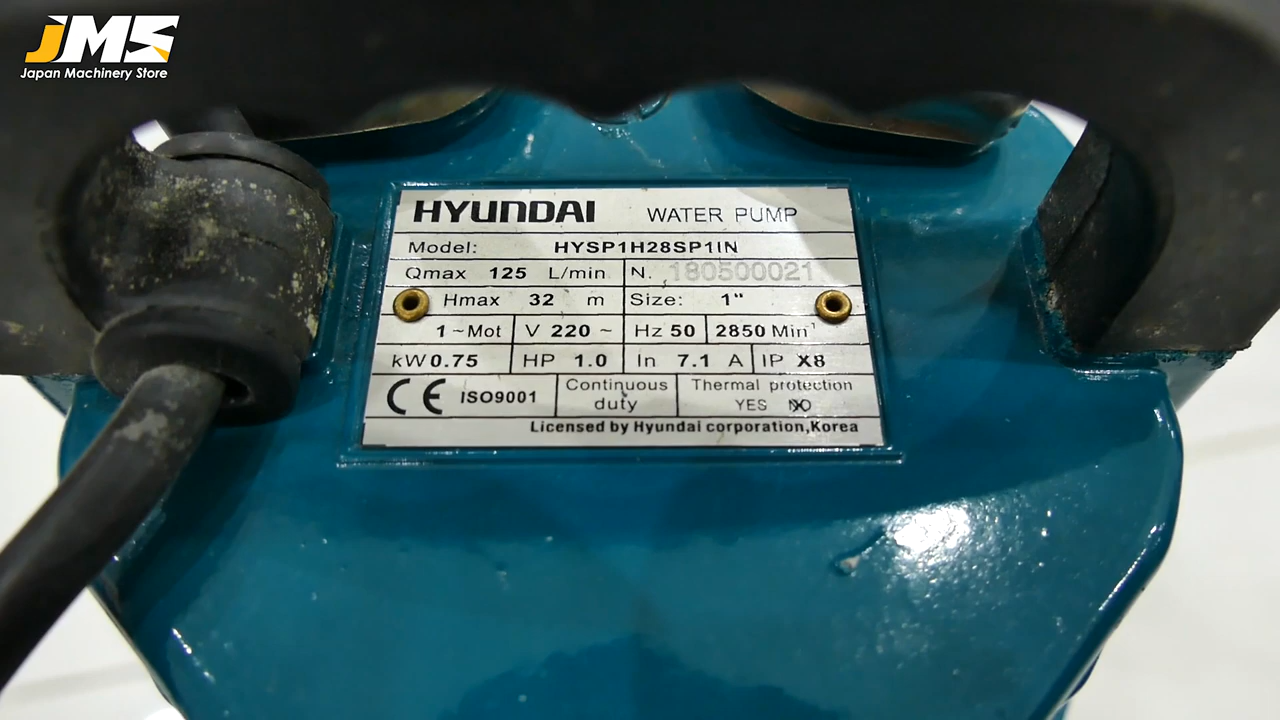 JMS
Japan Machinery Store
HYUNDAI WATER PUMP
Model: HYSP1H28SP1IN
Qmax 125 L/min N. 180500021
Hmax 32 m Size: 1"
1~Mot V 220 ~ Hz 50 2850 Min⁻¹
kW 0.75 HP 1.0 In 7.1 A IP X8
CE ISO9001 Continuous duty Thermal protection YES NO
Licensed by Hyundai corporation,Korea